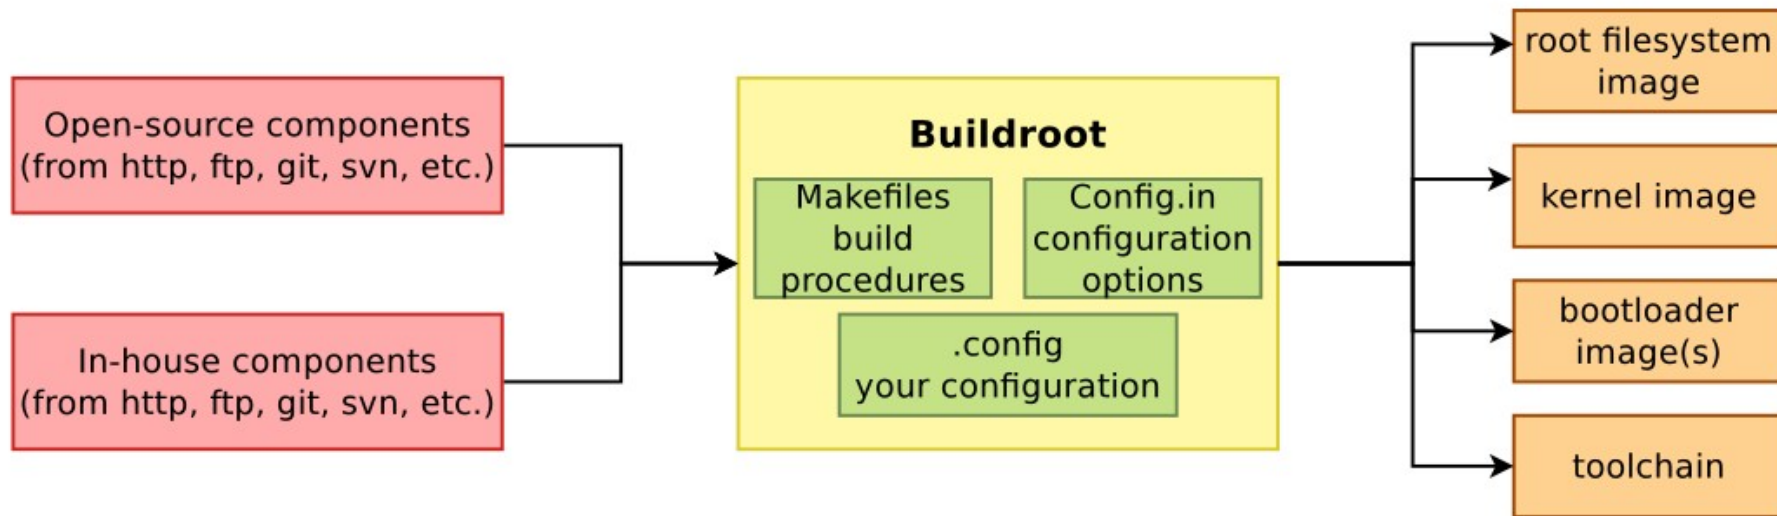 Open-source components
(from http, ftp, git, svn, etc.)
In-house components
(from http, ftp, git, svn, etc.)
Buildroot
Makefiles
build
procedures
Config.in
configuration
options
.config
your configuration
root filesystem
image
kernel image
bootloader
image(s)
toolchain